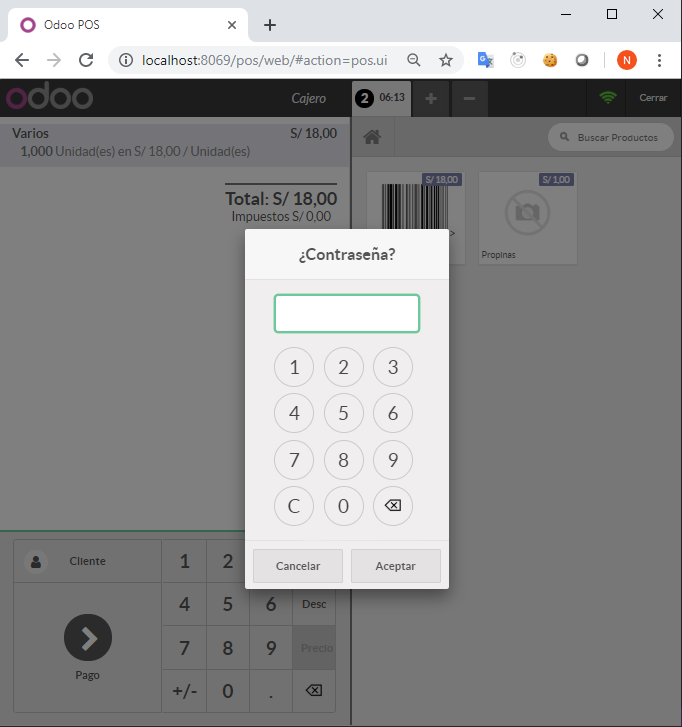 Odoo POS
localhost:8069/pos/web/#action=pos.ui
N
odoo
Cajero
2 06:13
Cerrar
Varios S/ 18,00
1,000 Unidad(es) en S/ 18,00 / Unidad(es)
Total: S/ 18,00
Impuestos S/ 0,00
Buscar Productos
S/ 18,00
>
S/ 1,00
Propinas
¿Contraseña?
1 2 3
4 5 6
7 8 9
C 0
Cancelar Aceptar
Cliente
Pago
1 2
4 5 6 Desc
7 8 9 Precio
+/- 0 .